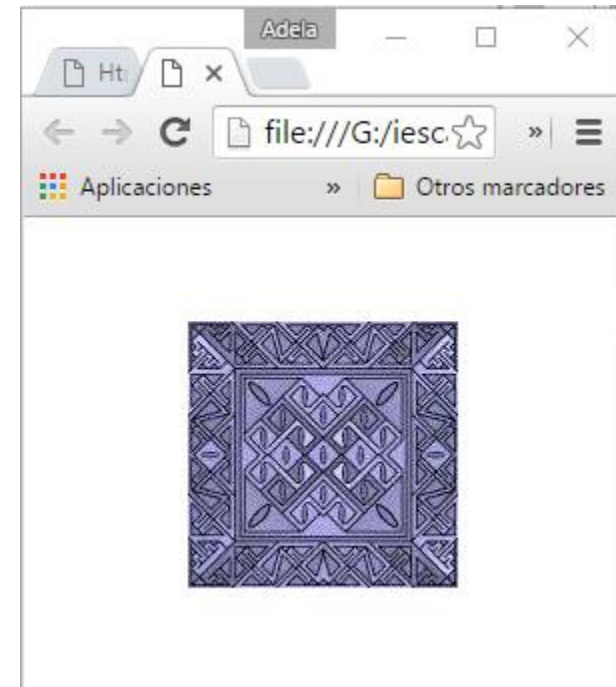 Adela
Ht
file:///G:/iesc
»
Aplicaciones » Otros marcadores